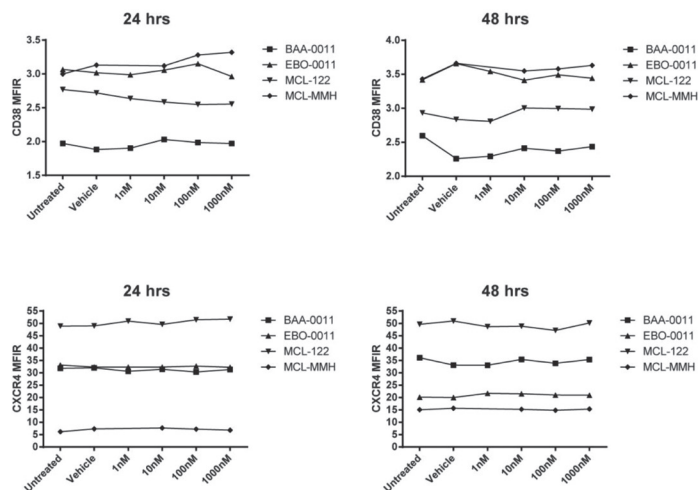 24 hrs
CD38 MFIR
3.5
3.0
2.5
2.0
1.5
Untreated
Vehicle
1nM
10nM
100nM
1000nM
BAA-0011
EBO-0011
MCL-122
MCL-MMH
48 hrs
CD38 MFIR
4.0
3.5
3.0
2.5
2.0
Untreated
Vehicle
1nM
10nM
100nM
1000nM
BAA-0011
EBO-0011
MCL-122
MCL-MMH
24 hrs
CXCR4 MFIR
55
50
45
40
35
30
25
20
15
10
5
0
Untreated
Vehicle
1nM
10nM
100nM
1000nM
BAA-0011
EBO-0011
MCL-122
MCL-MMH
48 hrs
CXCR4 MFIR
55
50
45
40
35
30
25
20
15
10
5
0
Untreated
Vehicle
1nM
10nM
100nM
1000nM
BAA-0011
EBO-0011
MCL-122
MCL-MMH